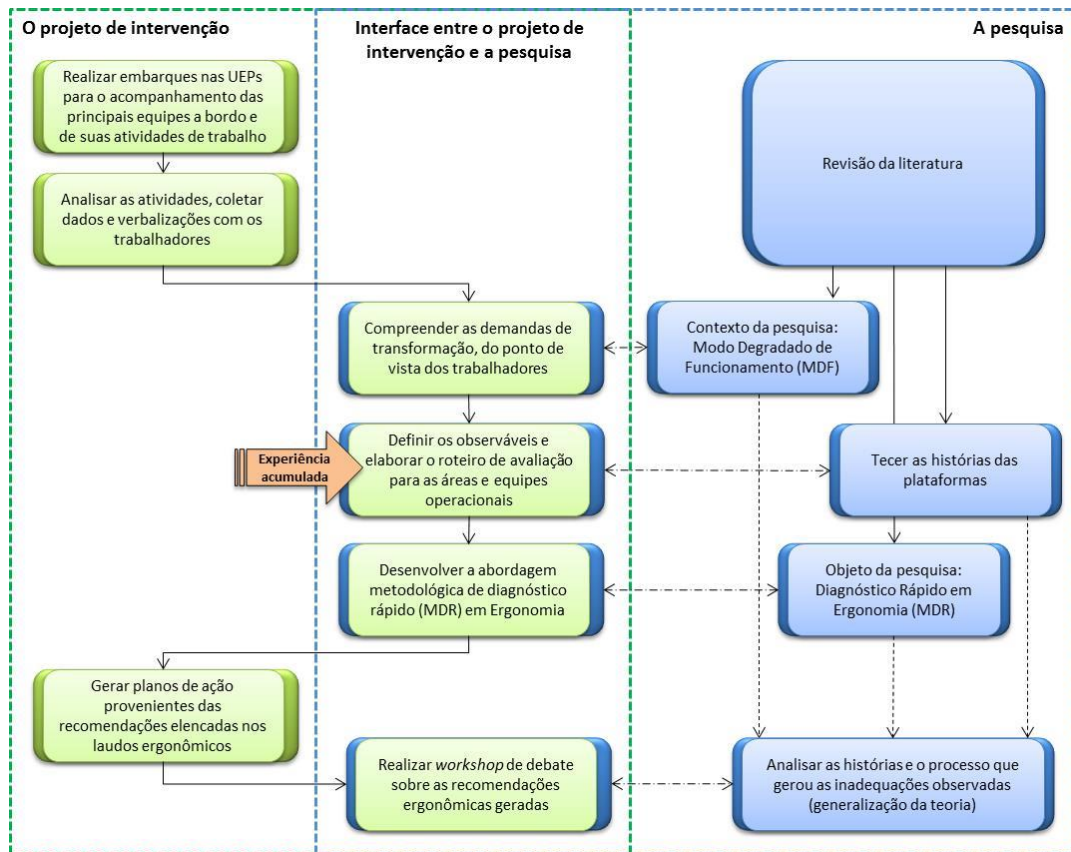 O projeto de intervenção
Interface entre o projeto de
intervenção e a pesquisa
A pesquisa
Realizar embarques nas UEPs
para o acompanhamento das
principais equipes a bordo e
de suas atividades de trabalho
Revisão da literatura
Analisar as atividades, coletar
dados e verbalizações com os
trabalhadores
Compreender as demandas de
transformação, do ponto de
vista dos trabalhadores
Contexto da pesquisa:
Modo Degradado de
Funcionamento (MDF)
Experiência
acumulada
Definir os observáveis e
elaborar o roteiro de avaliação
para as áreas e equipes
operacionais
Tecer as histórias das
plataformas
Desenvolver a abordagem
metodológica de diagnóstico
rápido (MDR) em Ergonomia
Objeto da pesquisa:
Diagnóstico Rápido em
Ergonomia (MDR)
Gerar planos de ação
provenientes das
recomendações elencadas nos
laudos ergonômicos
Realizar workshop de debate
sobre as recomendações
ergonômicas geradas
Analisar as histórias e o processo que
gerou as inadequações observadas
(generalização da teoria)